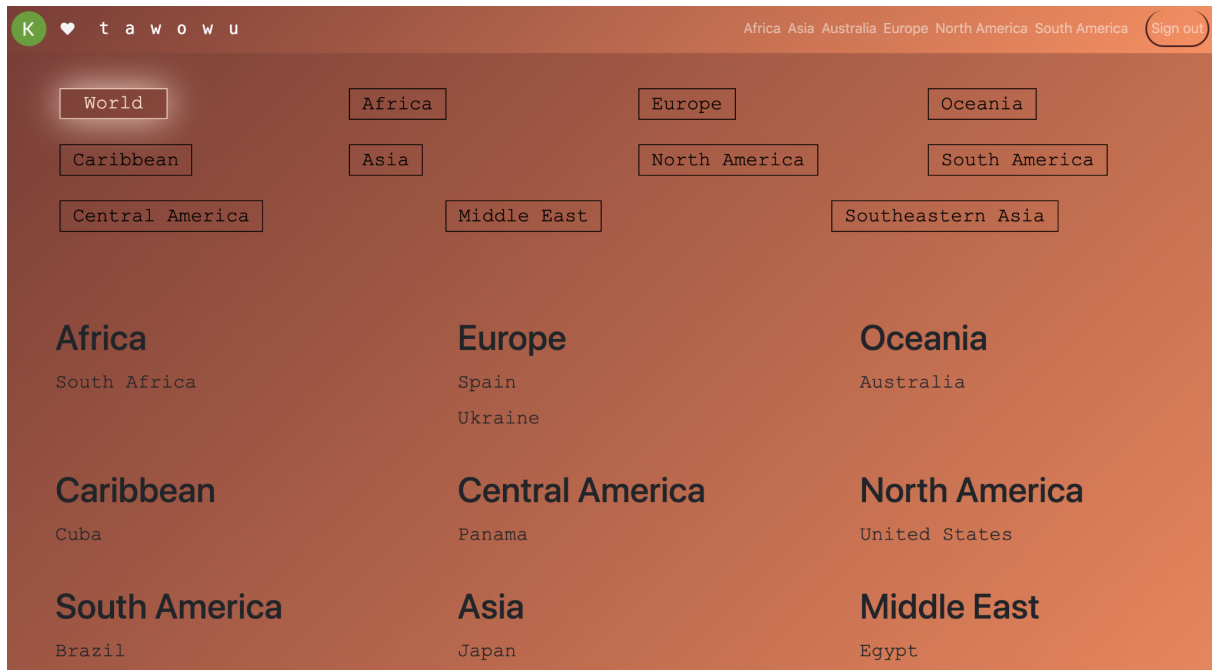 K ♥ t a w o w u Africa Asia Australia Europe North America South America Sign out
World Africa Europe Oceania
Caribbean Asia North America South America
Central America Middle East Southeastern Asia
Africa Europe Oceania
South Africa Spain Australia
Ukraine
Caribbean Central America North America
Cuba Panama United States
South America Asia Middle East
Brazil Japan Egypt